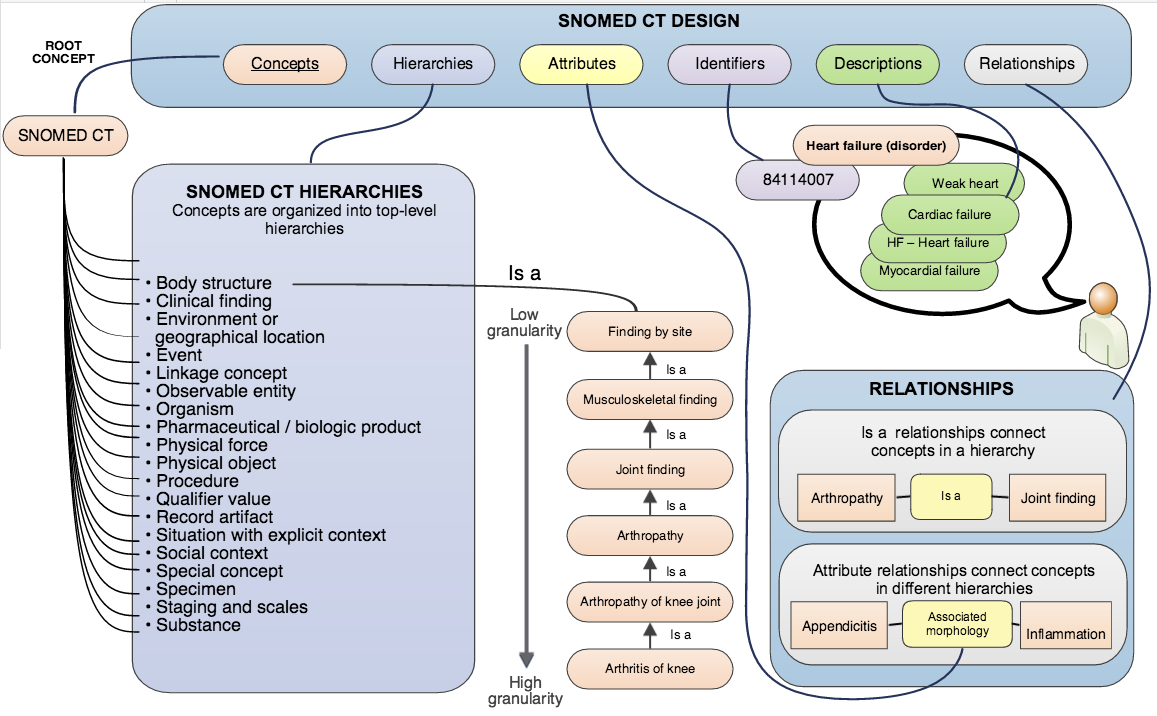 SNOMED CT DESIGN
ROOT
CONCEPT
Concepts
Hierarchies
Attributes
Identifiers
Descriptions
Relationships
SNOMED CT
SNOMED CT HIERARCHIES
Concepts are organized into top-level
hierarchies
• Body structure
• Clinical finding
• Environment or
geographical location
• Event
• Linkage concept
• Observable entity
• Organism
• Pharmaceutical / biologic product
• Physical force
• Physical object
• Procedure
• Qualifier value
• Record artifact
• Situation with explicit context
• Social context
• Special concept
• Specimen
• Staging and scales
• Substance
Is a
Low
granularity
High
granularity
Finding by site
Is a
Musculoskeletal finding
Is a
Joint finding
Is a
Arthropathy
Is a
Arthropathy of knee joint
Is a
Arthritis of knee
Heart failure (disorder)
84114007
Weak heart
Cardiac failure
HF – Heart failure
Myocardial failure
RELATIONSHIPS
Is a relationships connect
concepts in a hierarchy
Arthropathy
Is a
Joint finding
Attribute relationships connect concepts
in different hierarchies
Appendicitis
Associated
morphology
Inflammation